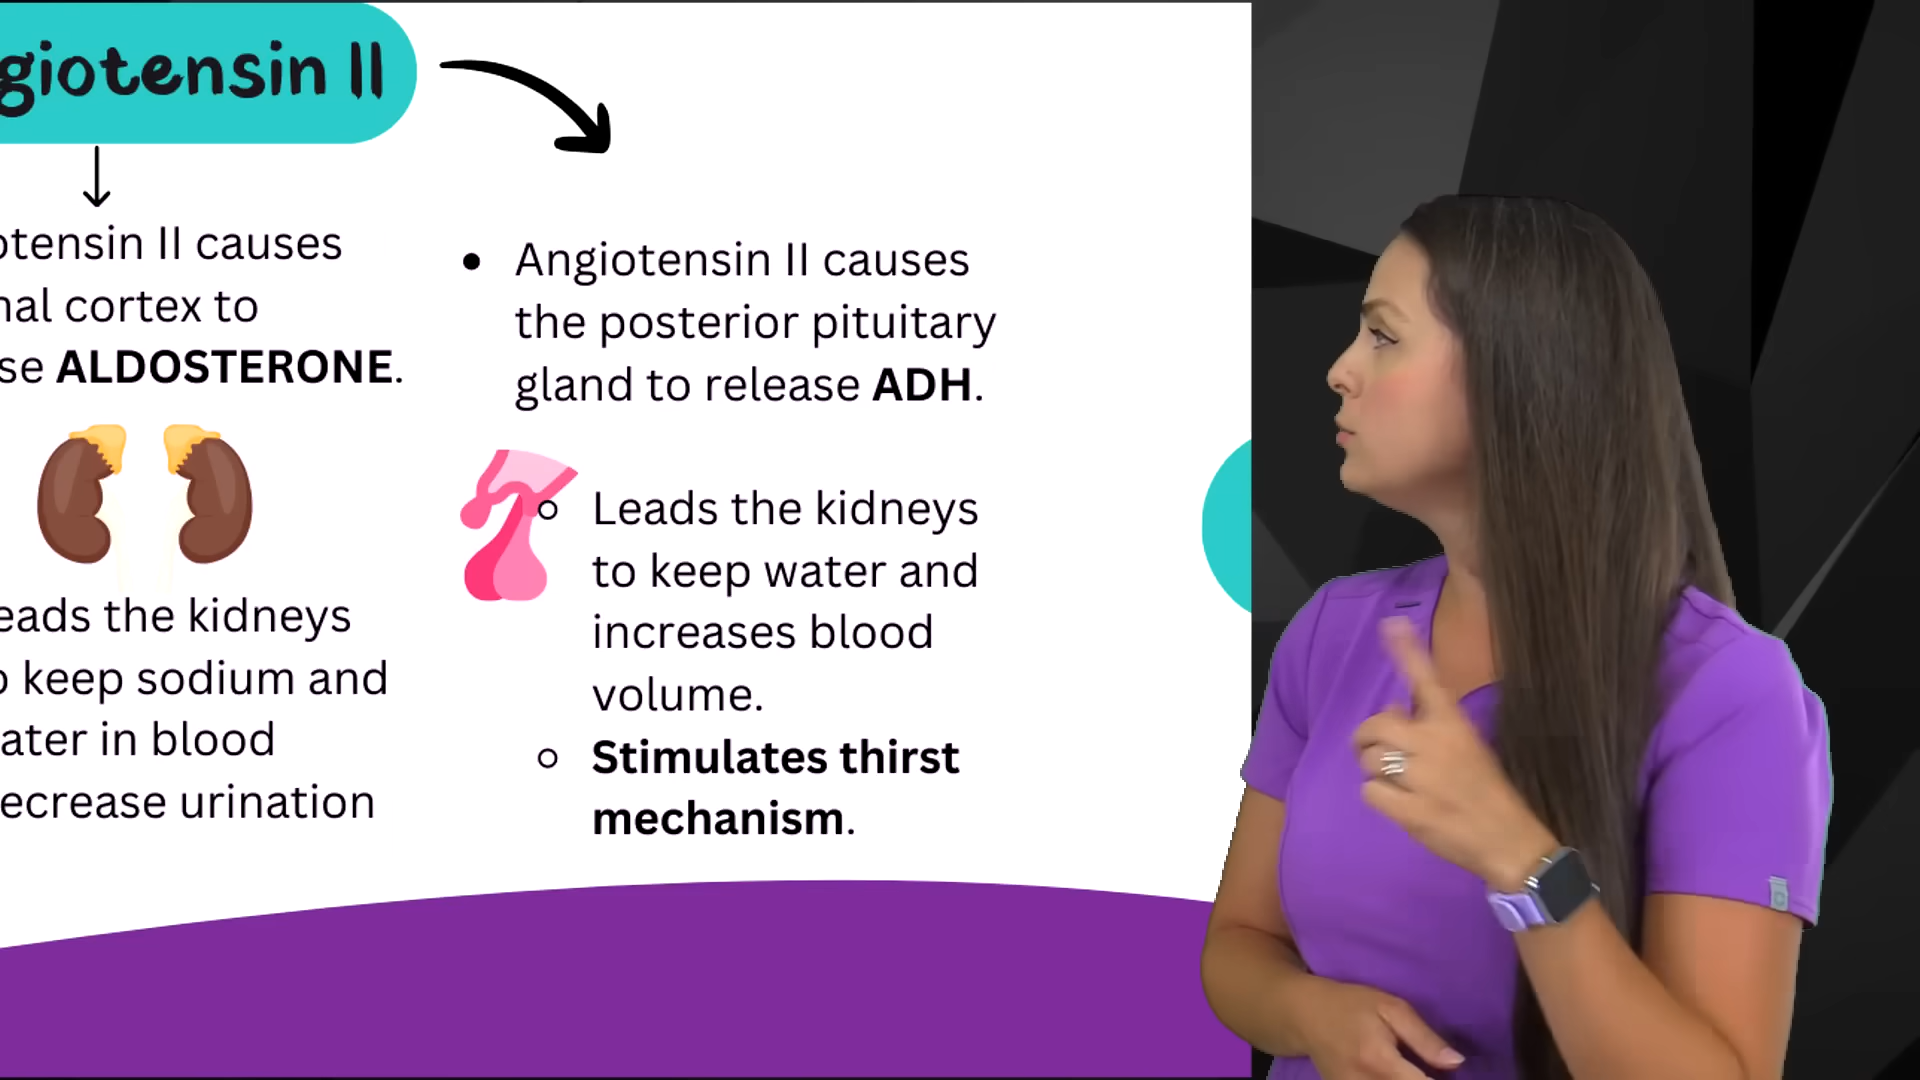 giotensin II
otensin II causes
nal cortex to
se ALDOSTERONE.
eads the kidneys
o keep sodium and
ater in blood
ecrease urination
• Angiotensin II causes
the posterior pituitary
gland to release ADH.
Leads the kidneys
to keep water and
increases blood
volume.
Stimulates thirst
mechanism.